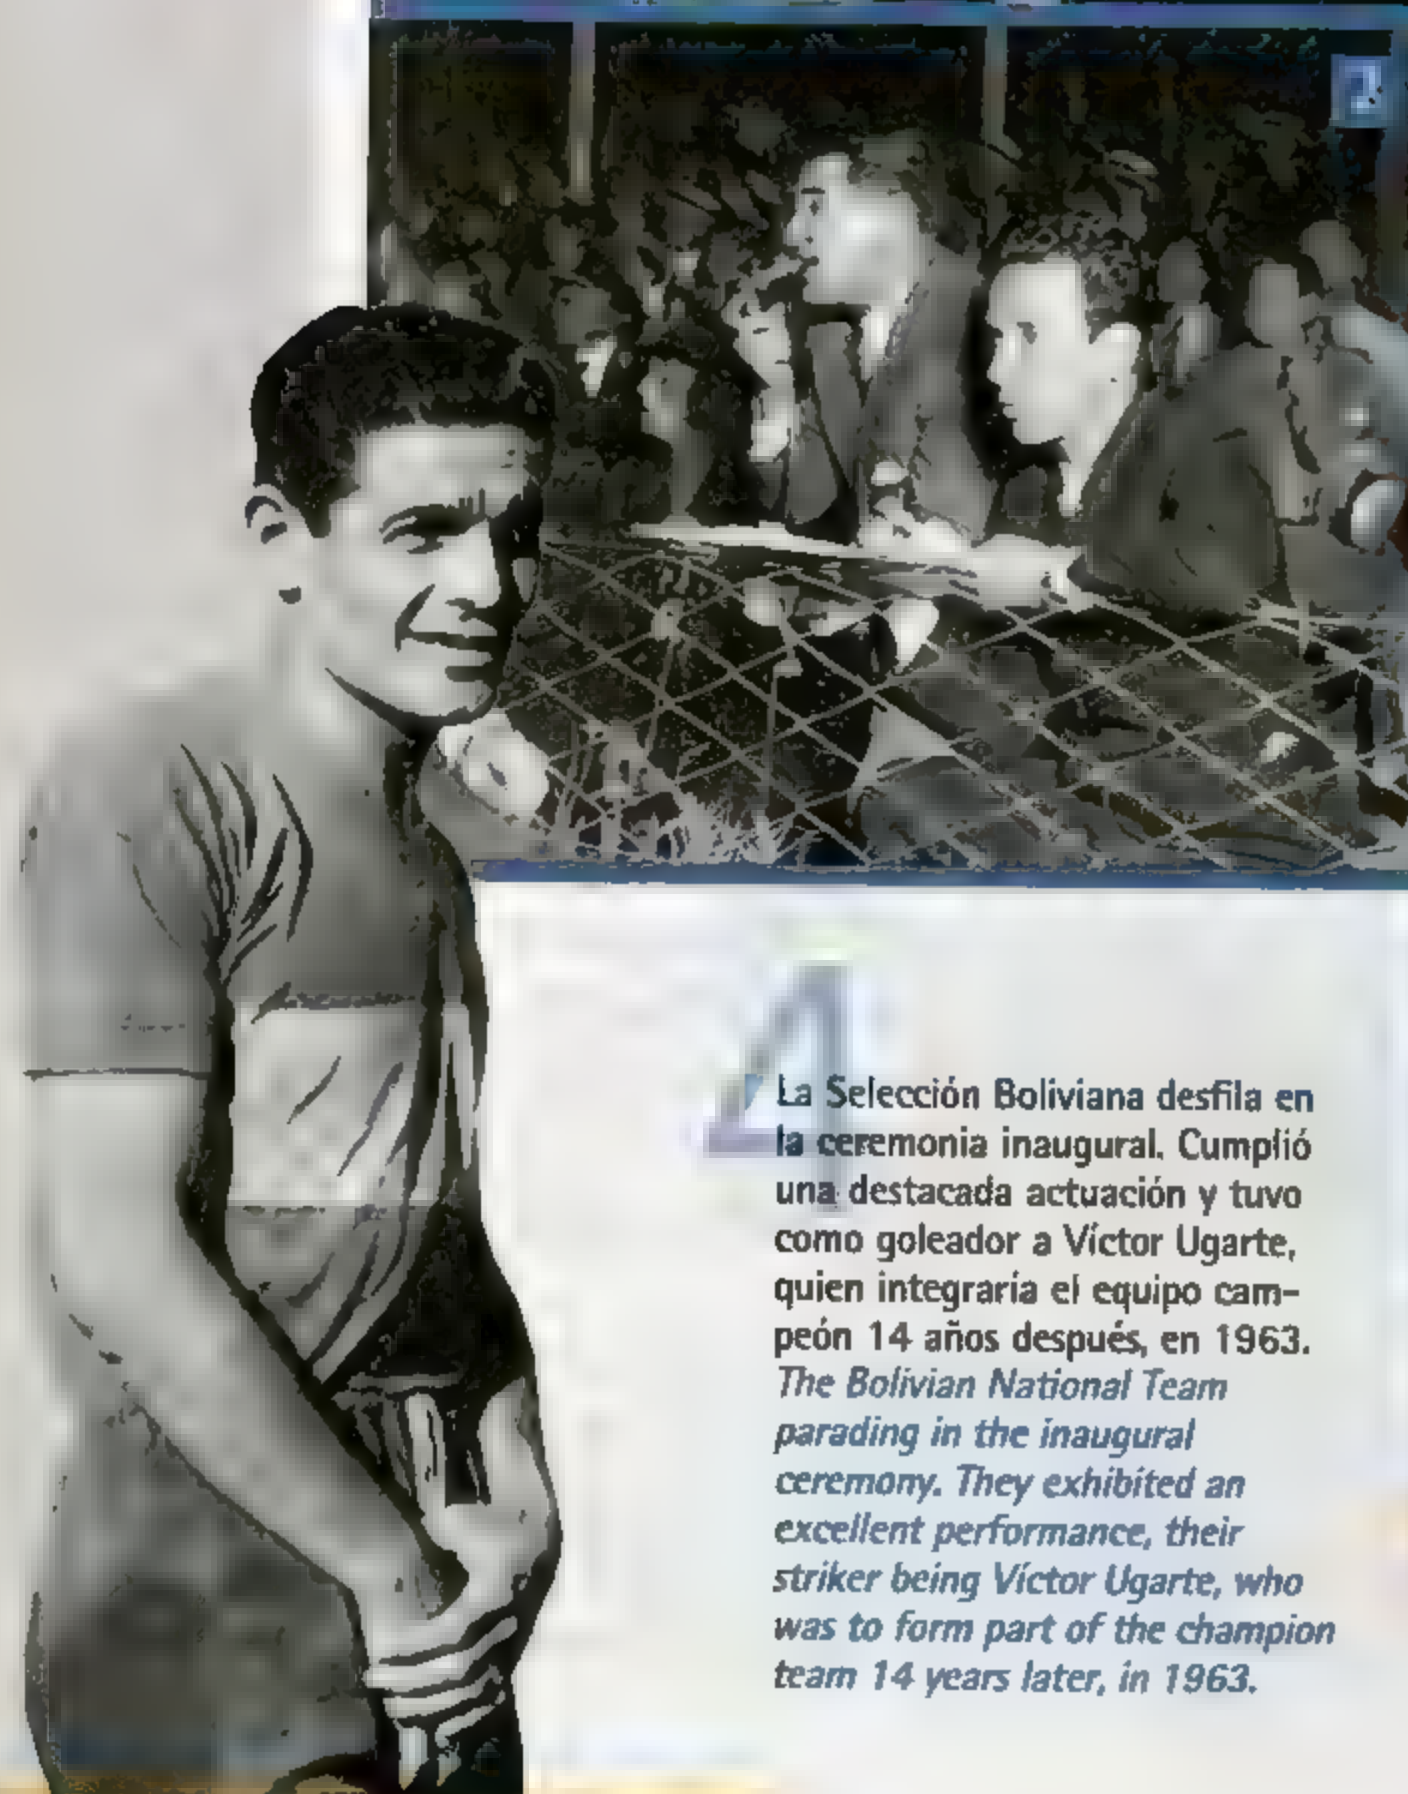 2
4
La Selección Boliviana desfila en
la ceremonia inaugural. Cumplió
una destacada actuación y tuvo
como goleador a Víctor Ugarte,
quien integraría el equipo cam-
peón 14 años después, en 1963.
The Bolivian National Team
parading in the inaugural
ceremony. They exhibited an
excellent performance, their
striker being Víctor Ugarte, who
was to form part of the champion
team 14 years later, in 1963.